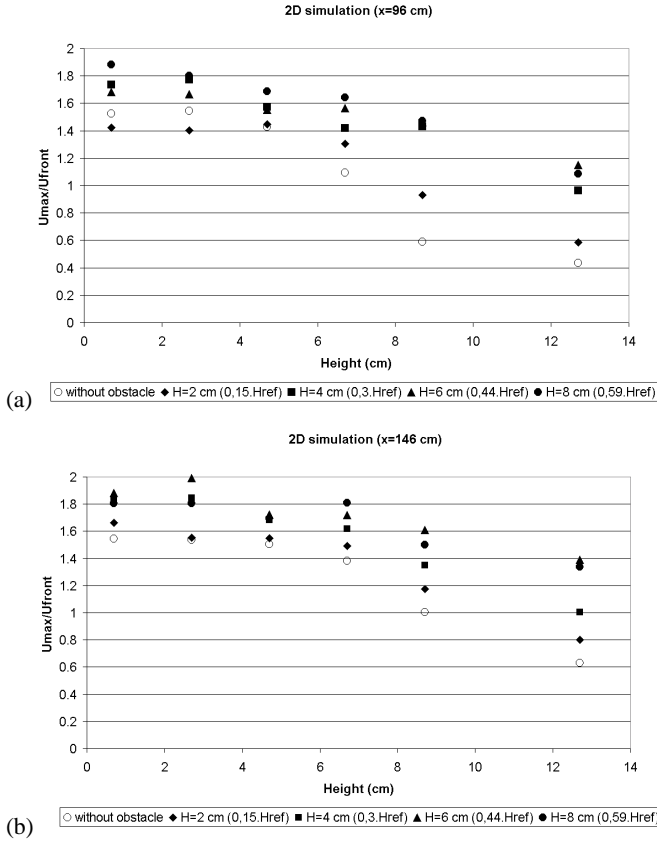 2D simulation (x=96 cm)
2
1.8
1.6
1.4
1.2
1
0.8
0.6
0.4
0.2
0
Umax/Ufront
0 2 4 6 8 10 12 14
Height (cm)
(a) without obstacle H=2 cm (0,15.Href) H=4 cm (0,3.Href) H=6 cm (0,44.Href) H=8 cm (0,59.Href)
2D simulation (x=146 cm)
2
1.8
1.6
1.4
1.2
1
0.8
0.6
0.4
0.2
0
Umax/Ufront
0 2 4 6 8 10 12 14
Height (cm)
(b) without obstacle H=2 cm (0,15.Href) H=4 cm (0,3.Href) H=6 cm (0,44.Href) H=8 cm (0,59.Href)